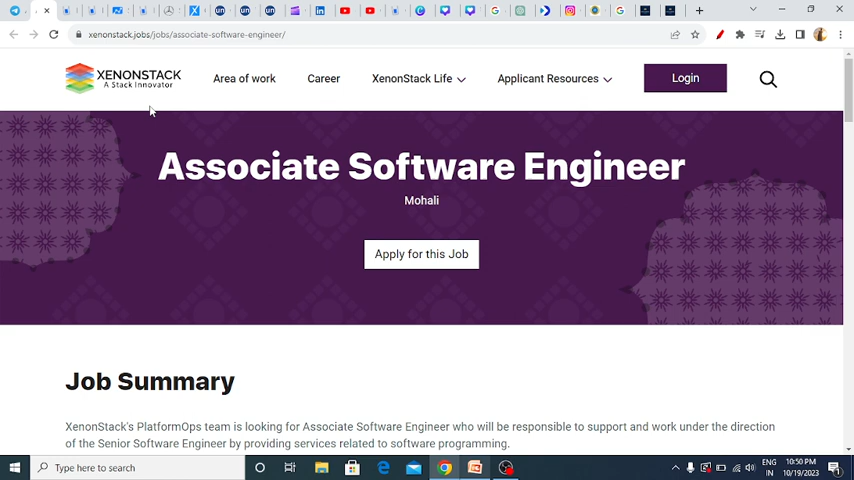 xenonstack.jobs/jobs/associate-software-engineer/
XENONSTACK
A Stack Innovator
Area of work
Career
XenonStack Life
Applicant Resources
Login
Associate Software Engineer
Mohali
Apply for this Job
Job Summary
XenonStack's PlatformOps team is looking for Associate Software Engineer who will be responsible to support and work under the direction
of the Senior Software Engineer by providing services related to software programming.
Type here to search
ENG
IN
10:50 PM
10/19/2023